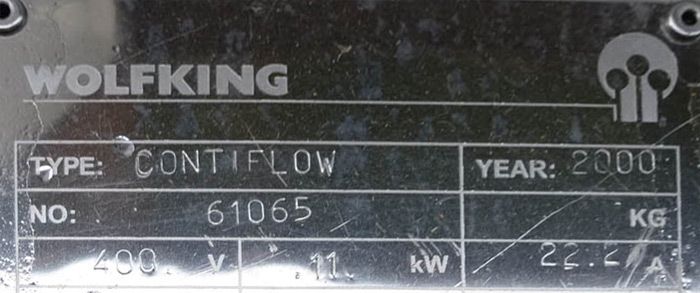 WOLFKING
TYPE: CONTIFLOW YEAR: 2000
NO: 61065 KG
400 V 11 kW 22.2 A